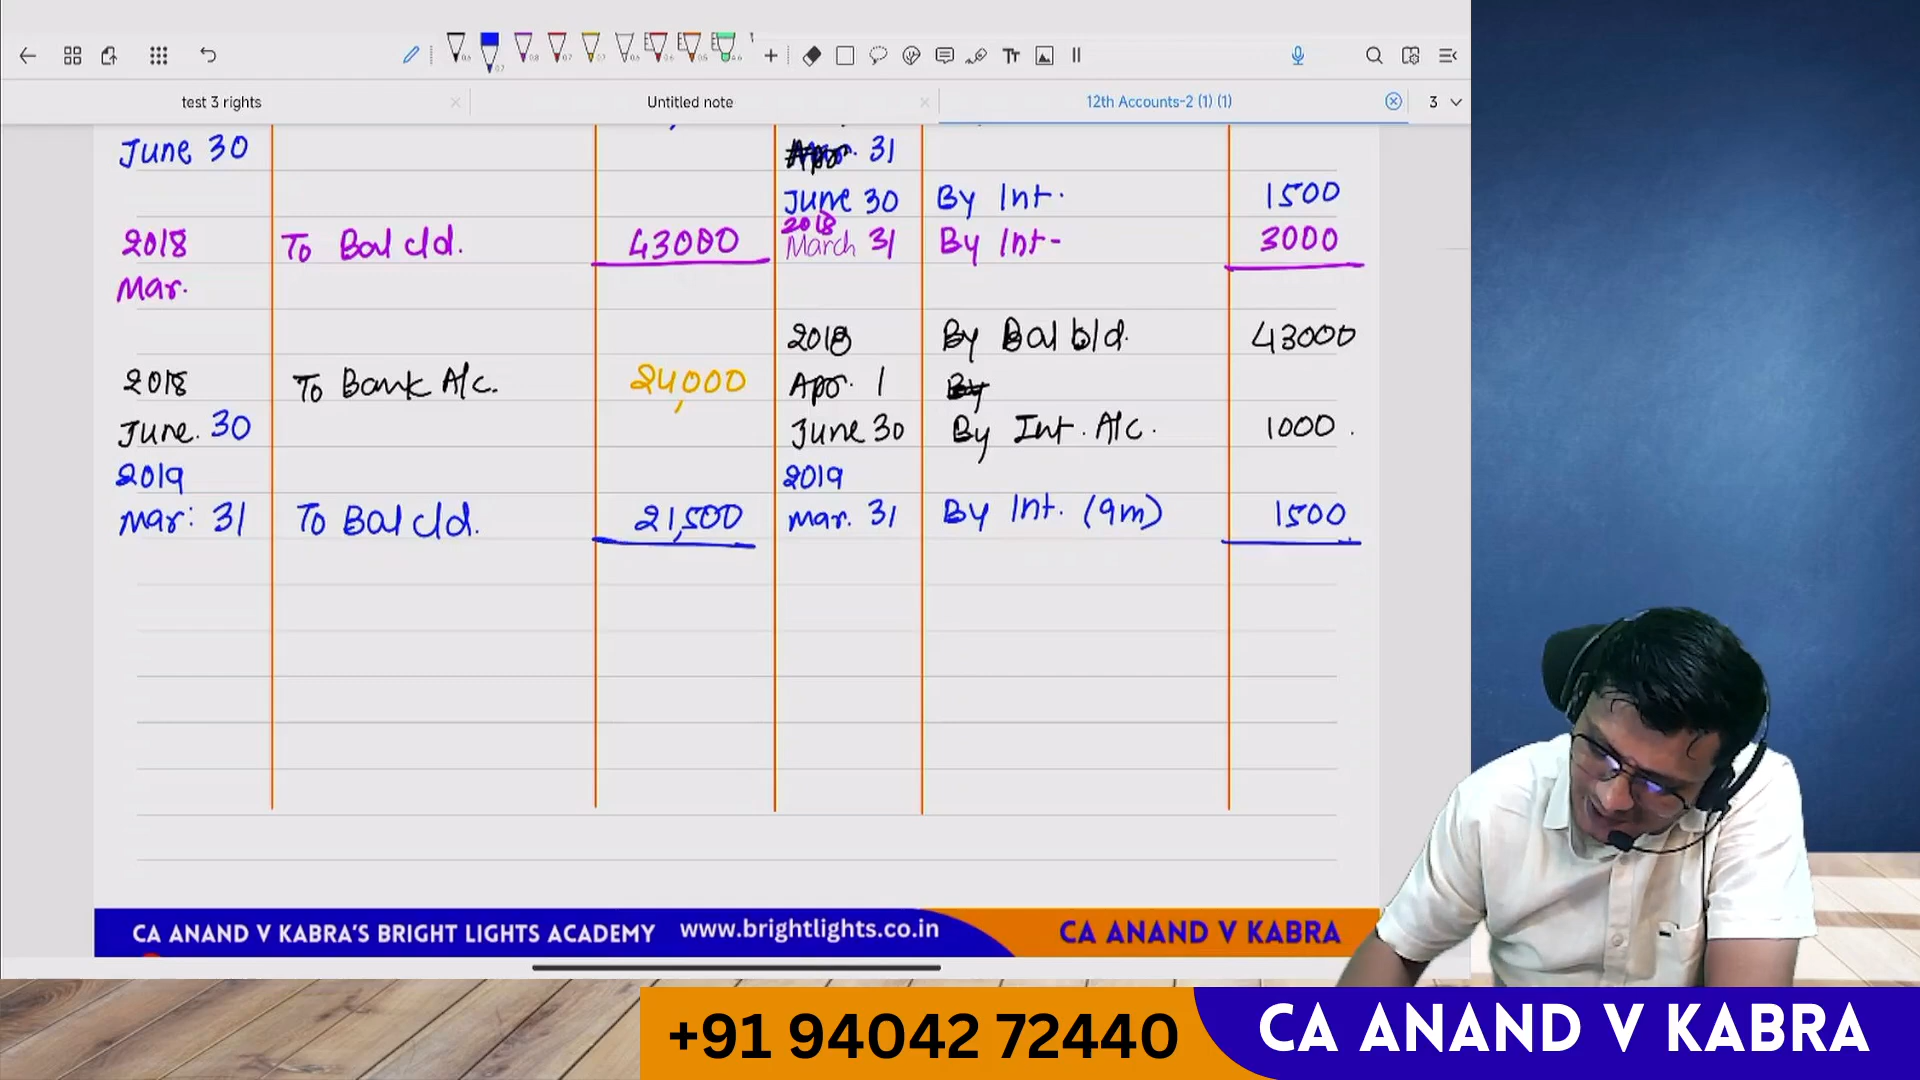 test 3 rights
Untitled note
12th Accounts-2 (1) (1)
3
June 30
31
June 30 By Int. 1500
2018 To Bal c/d. 43000 2018 March 31 By Int- 3000
Mar.
2018 By Bal b/d. 43000
2018 To Bank A/c. 24,000 Apr. 1 By
June. 30 June 30 By Int. A/c. 1000.
2019 2019
Mar: 31 To Bal c/d. 21,500 Mar. 31 By Int. (9m) 1500
CA ANAND V KABRA'S BRIGHT LIGHTS ACADEMY www.brightlights.co.in CA ANAND V KABRA
+91 94042 72440 CA ANAND V KABRA